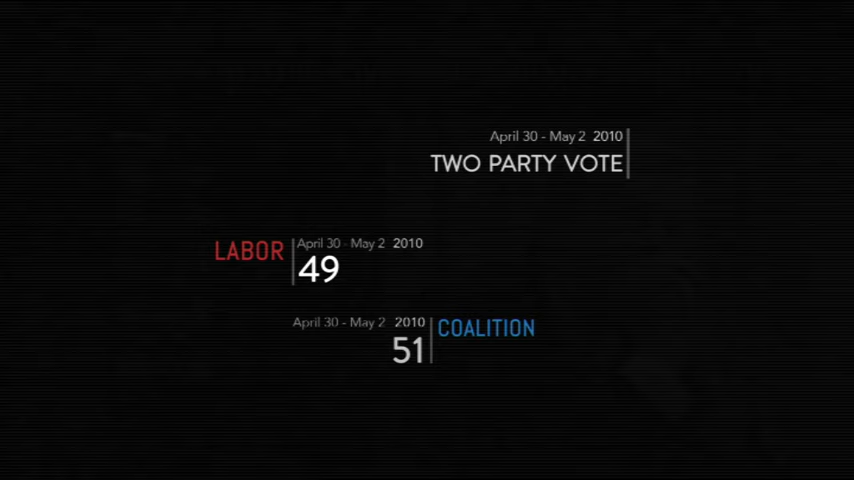 April 30 - May 2 2010
TWO PARTY VOTE
LABOR
April 30 - May 2 2010
49
April 30 - May 2 2010
COALITION
51